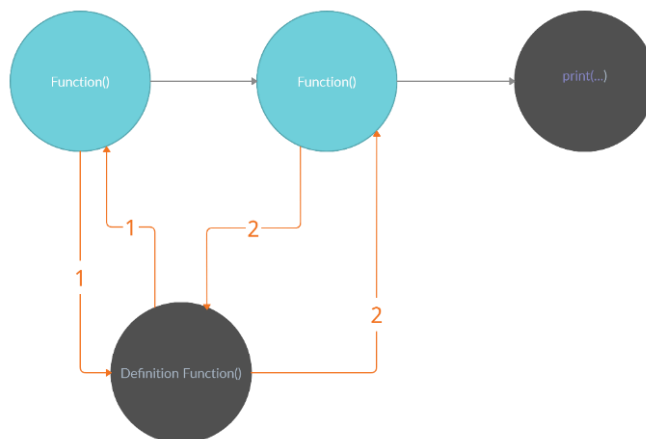 Function()
Function()
print(...)
1
2
1
2
Definition Function()